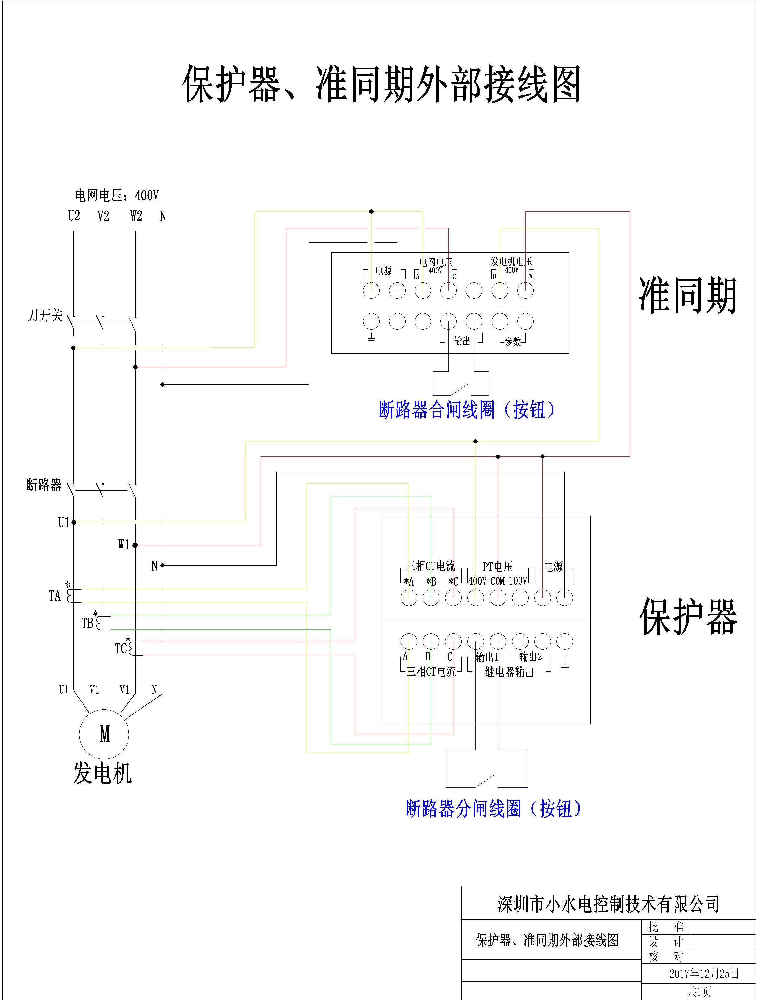 保护器、准同期外部接线图
电网电压：400V
U2 V2 W2 N
电源
电网电压
400V
A C
发电机电压
400V
U W
准同期
刀开关
输出
参数
断路器合闸线圈（按钮）
断路器
U1
W1
N
三相CT电流
*A *B *C
PT电压
400V COM 100V
电源
TA
*
TB
*
TC
*
保护器
A B C
三相CT电流
输出1
输出2
继电器输出
U1 V1 V1 N
M
发电机
断路器分闸线圈（按钮）
深圳市小水电控制技术有限公司
保护器、准同期外部接线图
批 准
设 计
核 对
2017年12月25日
共1页